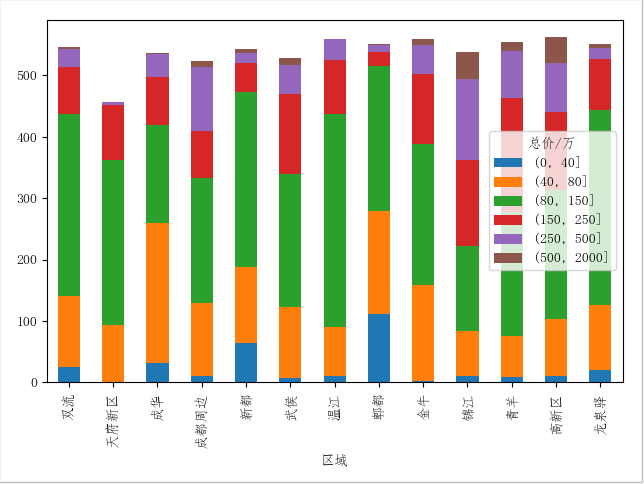 500
400
300
200
100
0
总价/万
(0, 40]
(40, 80]
(80, 150]
(150, 250]
(250, 500]
(500, 2000]
双流
天府新区
成华
成都周边
新都
武侯
温江
郫都
金牛
锦江
青羊
高新区
龙泉驿
区域